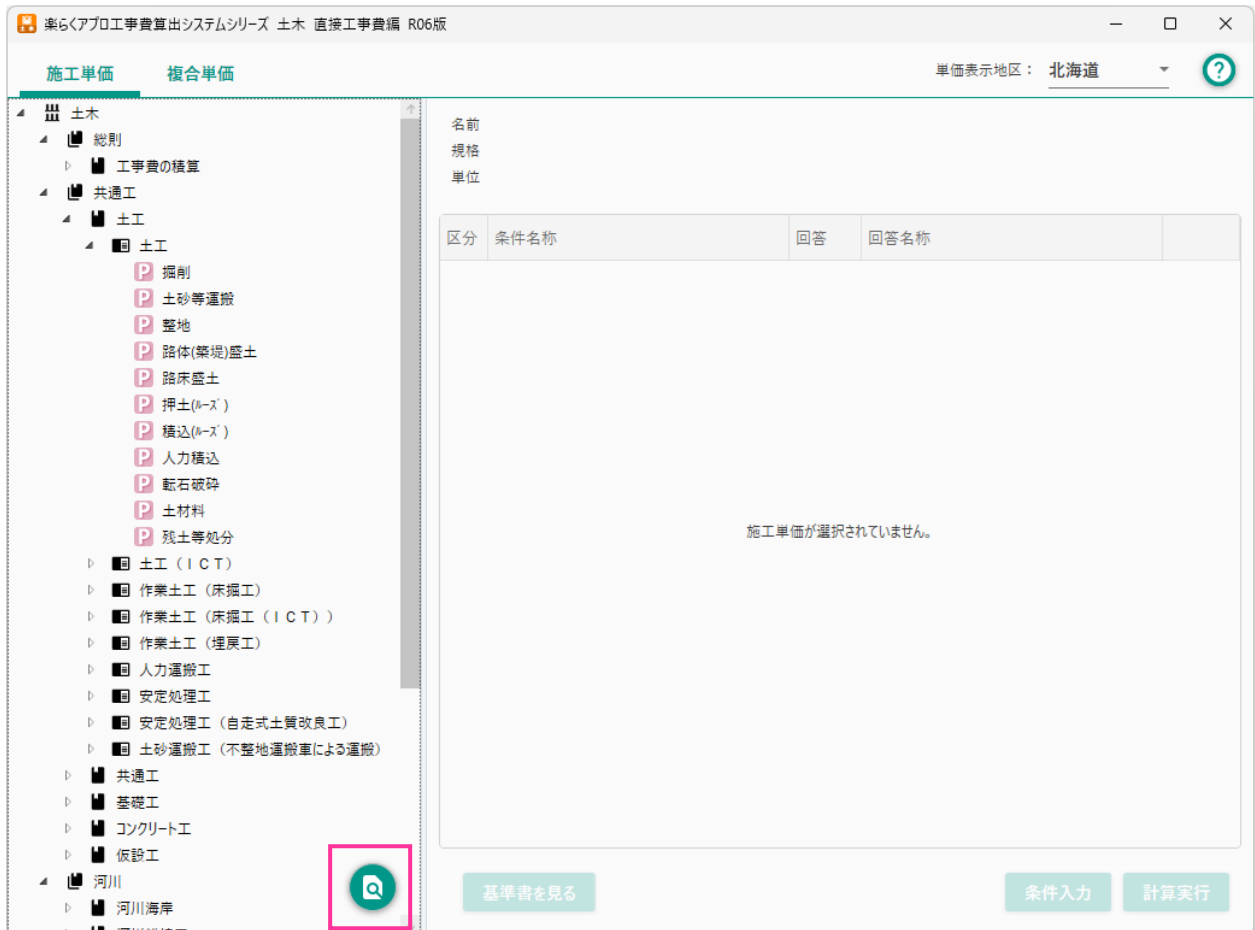 楽らくアプロ工事費算出システムシリーズ 土木 直接工事費編 R06版
施工単価 複合単価 単価表示地区： 北海道 ?
土木
総則
工事費の積算
共通工
土工
土工
P 掘削
P 土砂等運搬
P 整地
P 路体(築堤)盛土
P 路床盛土
P 押土(ﾙｰｽﾞ)
P 積込(ﾙｰｽﾞ)
P 人力積込
P 転石破砕
P 土材料
P 残土等処分
土工（ＩＣＴ）
作業土工（床掘工）
作業土工（床掘工（ＩＣＴ））
作業土工（埋戻工）
人力運搬工
安定処理工
安定処理工（自走式土質改良工）
土砂運搬工（不整地運搬車による運搬）
共通工
基礎工
コンクリート工
仮設工
河川
河川海岸
名前
規格
単位
区分 条件名称 回答 回答名称
施工単価が選択されていません。
基準書を見る 条件入力 計算実行